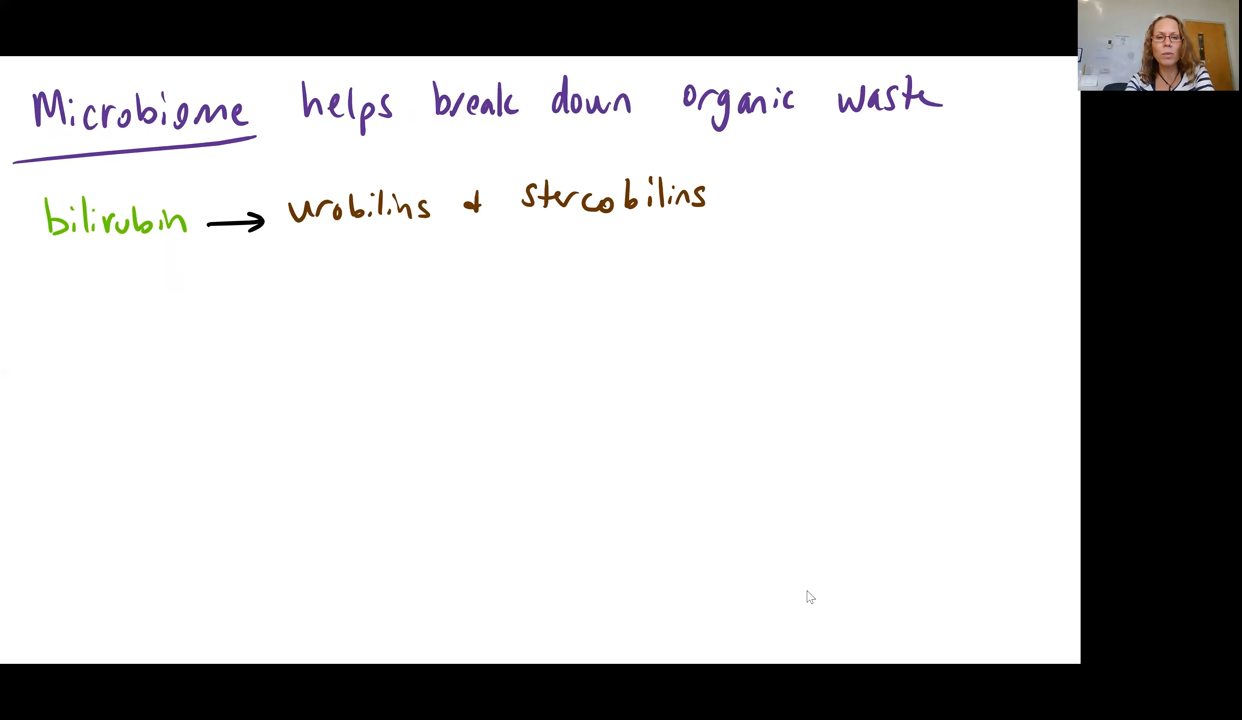 Microbiome helps break down organic waste
bilirubin → urobilins & stercobilins